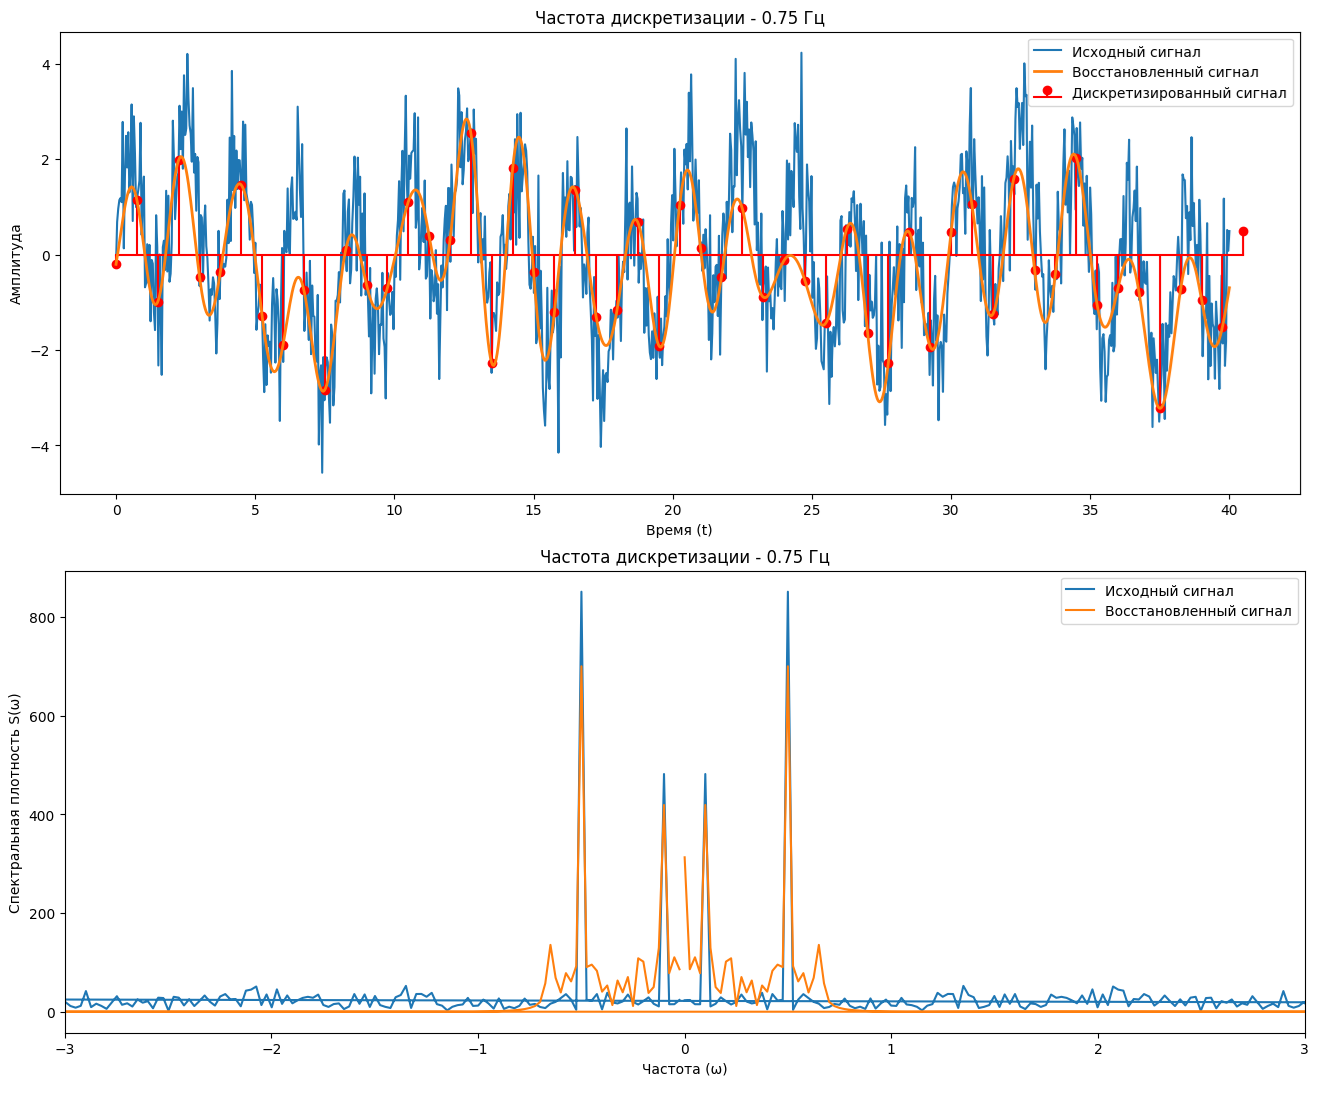 Частота дискретизации - 0.75 Гц
Исходный сигнал
Восстановленный сигнал
Дискретизированный сигнал
Амплитуда
4
2
0
−2
−4
0 5 10 15 20 25 30 35 40
Время (t)
Частота дискретизации - 0.75 Гц
Исходный сигнал
Восстановленный сигнал
Спектральная плотность S(ω)
800
600
400
200
0
−3 −2 −1 0 1 2 3
Частота (ω)